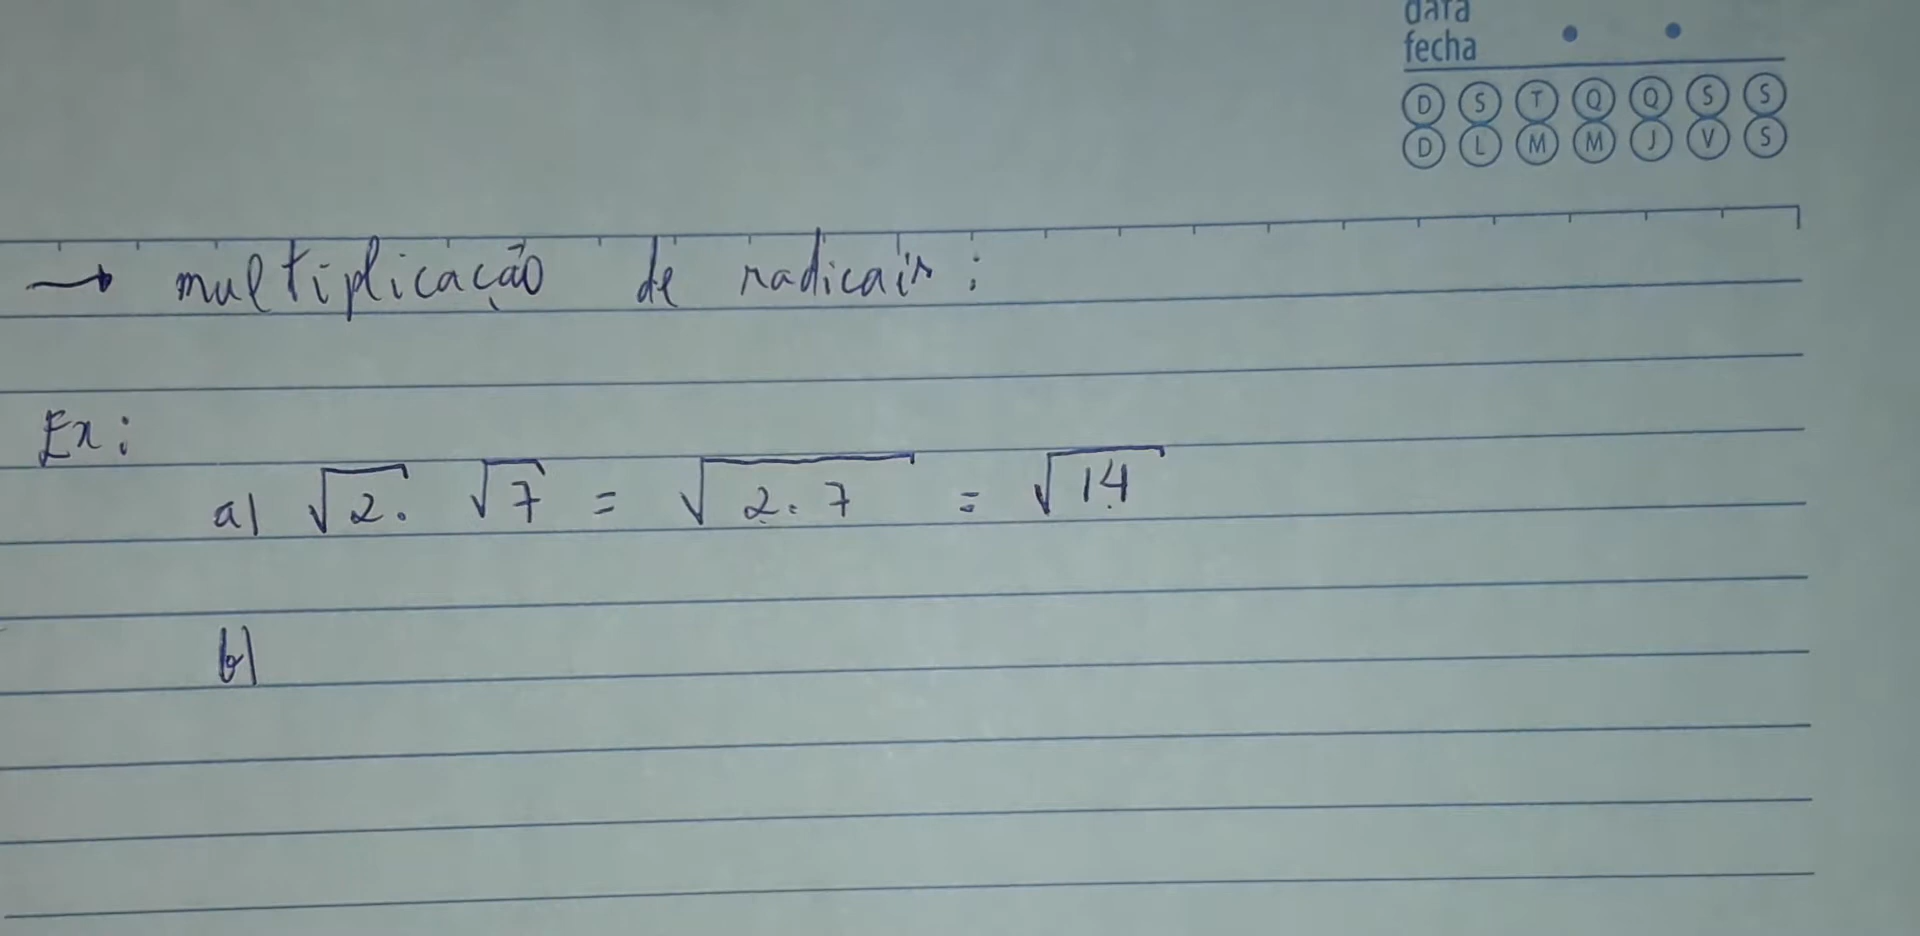 data
fecha
D S T Q Q S S
D L M M J V S
→ multiplicação de radicais:
Ex:
a) √2 . √7 = √2.7 = √14
b)